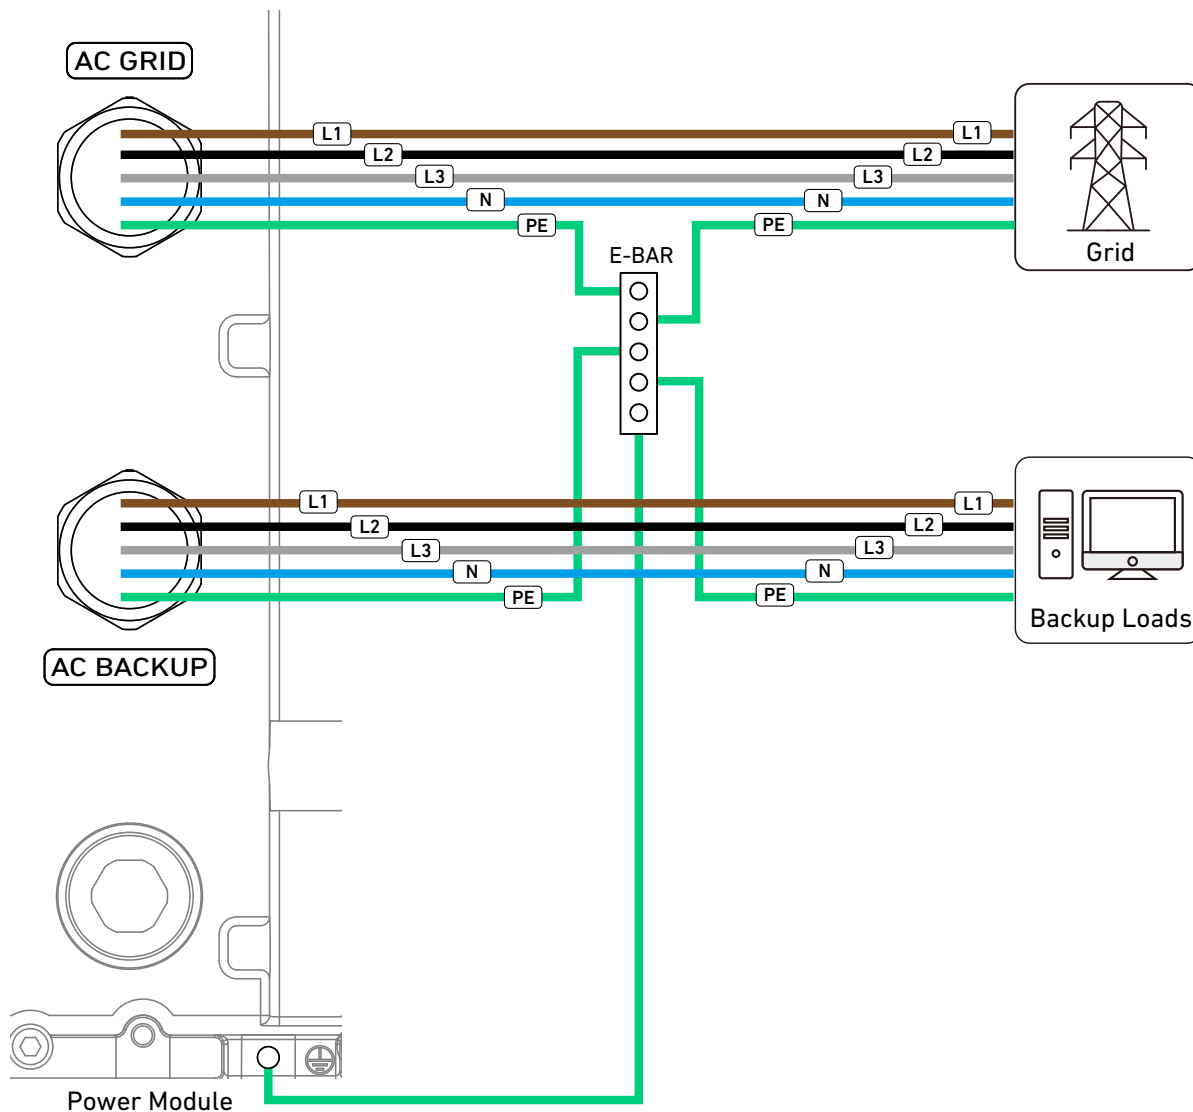 AC GRID
L1 L1
L2 L2
L3 L3
N N
PE PE
Grid
E-BAR
L1 L1
L2 L2
L3 L3
N N
PE PE
Backup Loads
AC BACKUP
Power Module